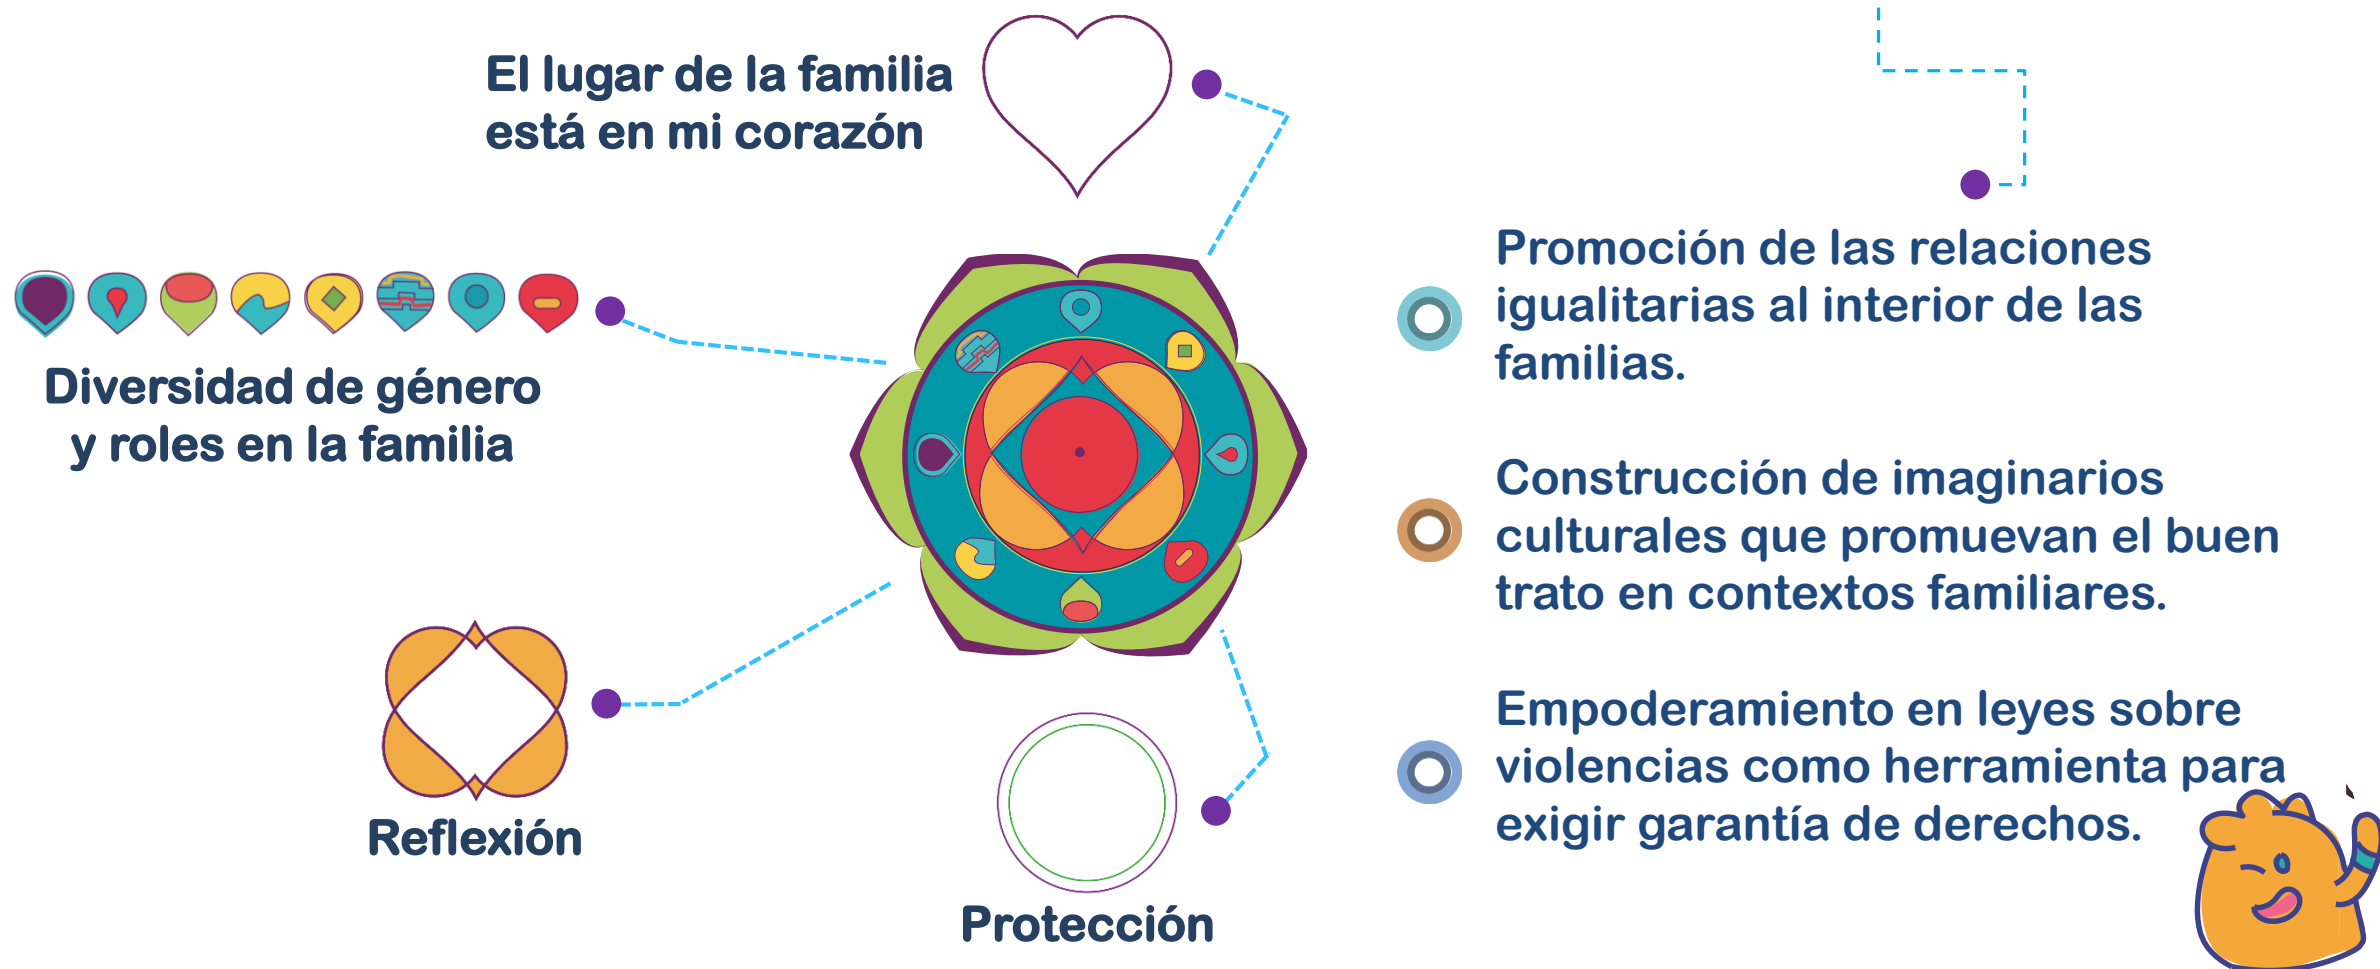 El lugar de la familia
está en mi corazón
Diversidad de género
y roles en la familia
Reflexión
Protección
Promoción de las relaciones
igualitarias al interior de las
familias.
Construcción de imaginarios
culturales que promuevan el buen
trato en contextos familiares.
Empoderamiento en leyes sobre
violencias como herramienta para
exigir garantía de derechos.